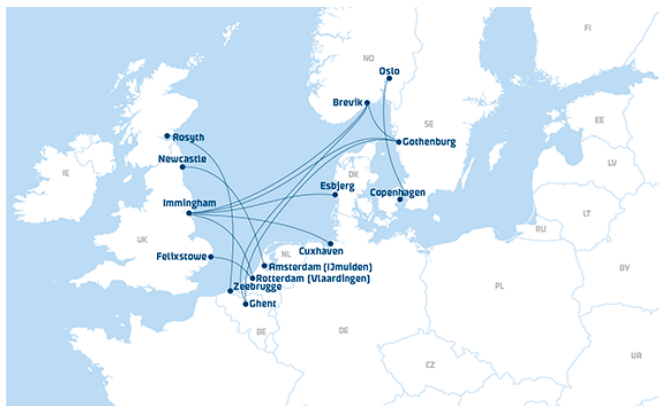 FI
NO
Oslo
Brevik
SE
EE
Rosyth
Gothenburg
Newcastle
LV
IE
DK
Esbjerg
Copenhagen
LT
Immingham
RU
UK
Cuxhaven
NL
Felixstowe
Amsterdam (IJmuiden)
BY
Rotterdam (Vlaardingen)
Zeebrugge
PL
Ghent
BE
DE
UA
CZ